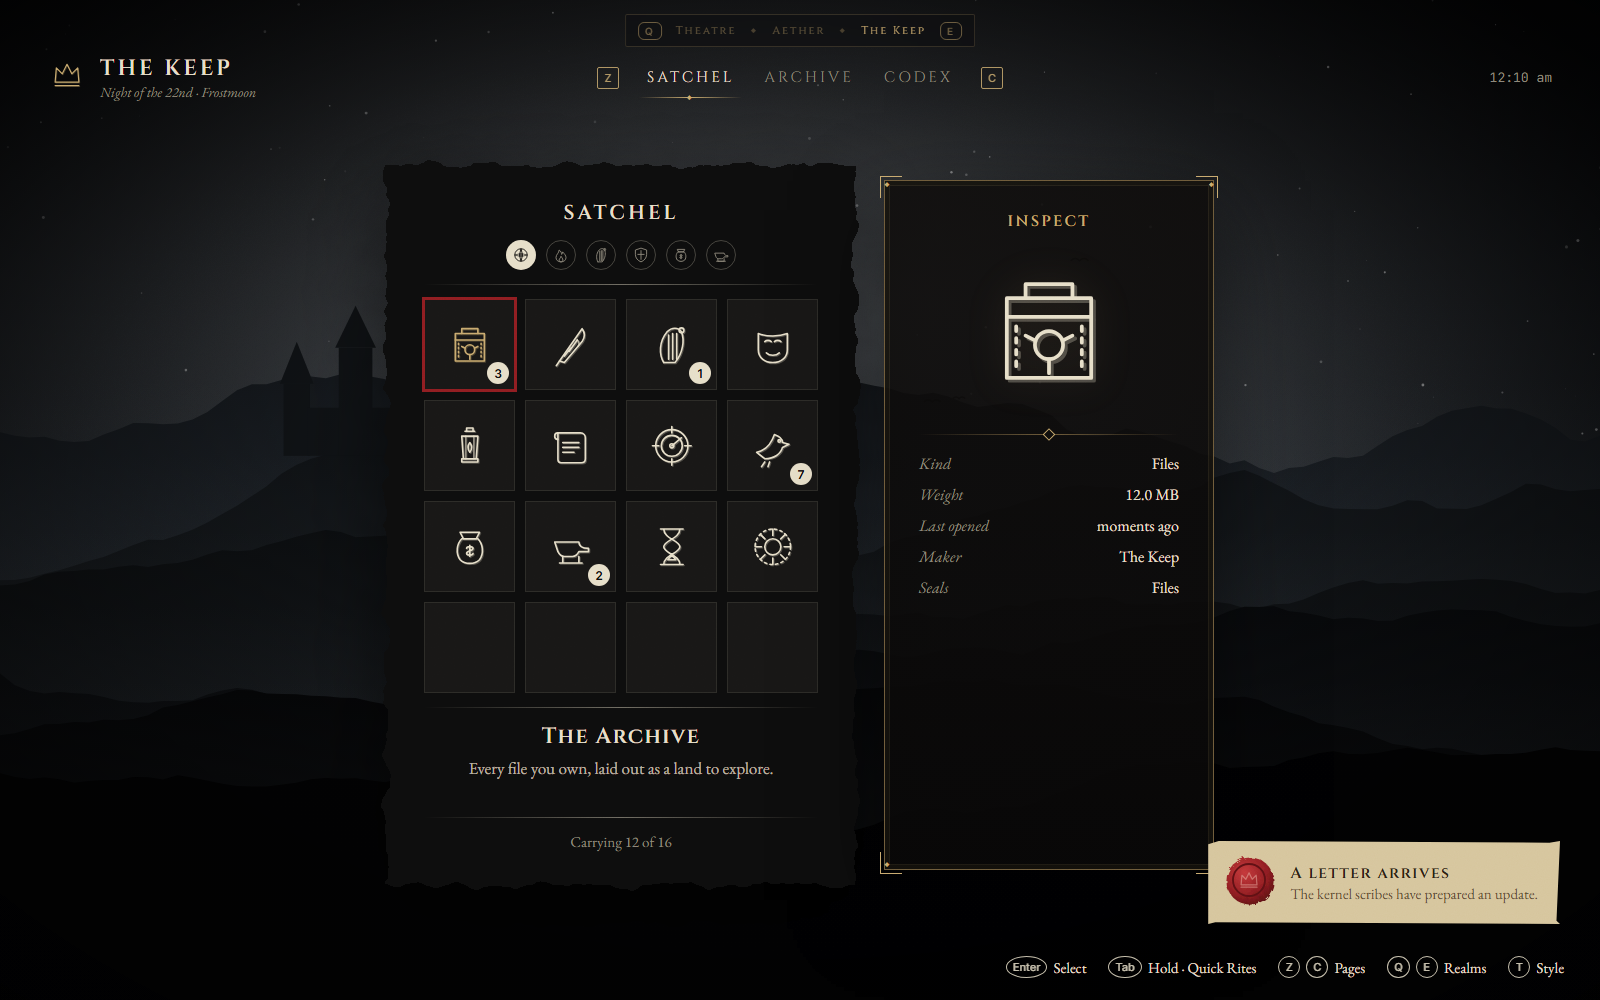 Q THEATRE AETHER THE KEEP E
THE KEEP
Night of the 22nd · Frostmoon
Z SATCHEL ARCHIVE CODEX C
12:10 am
SATCHEL
3
1
7
2
THE ARCHIVE
Every file you own, laid out as a land to explore.
Carrying 12 of 16
INSPECT
Kind Files
Weight 12.0 MB
Last opened moments ago
Maker The Keep
Seals Files
A LETTER ARRIVES
The kernel scribes have prepared an update.
Enter Select Tab Hold · Quick Rites Z C Pages Q E Realms T Style